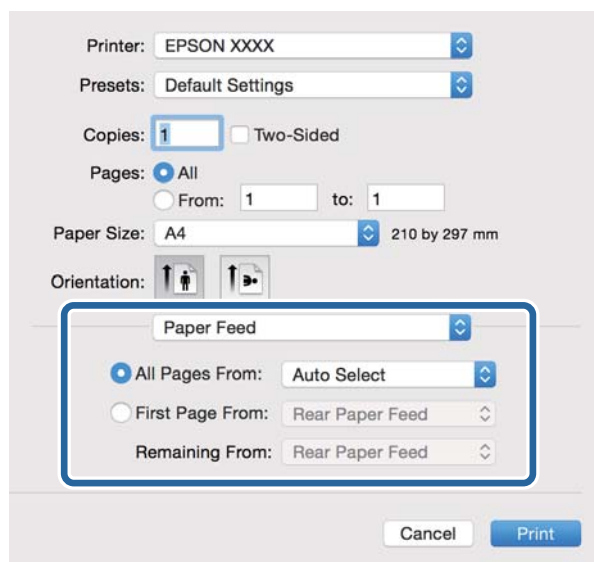 Printer: EPSON XXXX
Presets: Default Settings
Copies: 1 Two-Sided
Pages: All
From: 1 to: 1
Paper Size: A4 210 by 297 mm
Orientation:
Paper Feed
All Pages From: Auto Select
First Page From: Rear Paper Feed
Remaining From: Rear Paper Feed
Cancel Print